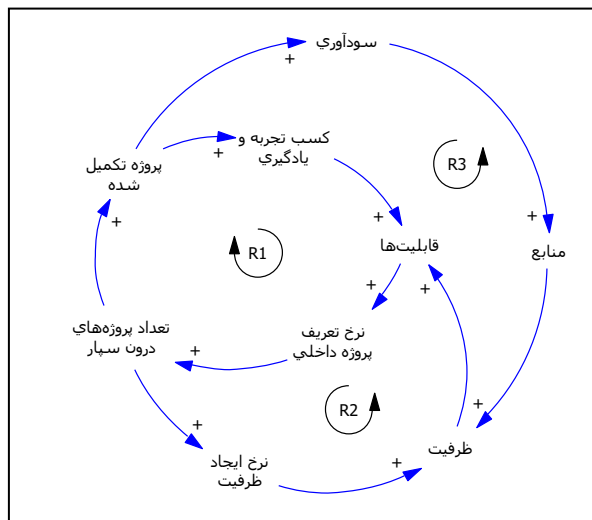 سودآوري
+
کسب تجربه و
يادگيري
+
پروژه تکميل
شده
R3
+
+
+
قابليت‌ها
منابع
R1
+
+
نرخ تعريف
پروژه داخلي
تعداد پروژه‌هاي
درون سپار
+
R2
+
+
ظرفيت
نرخ ايجاد
ظرفيت
+